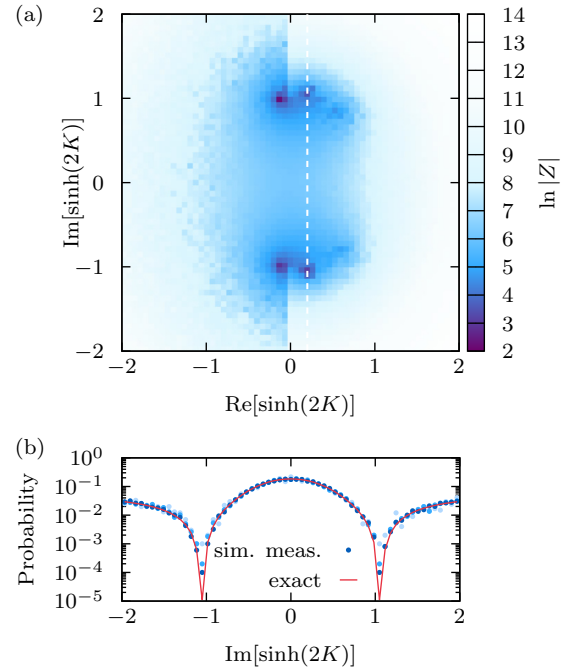 (a)
2
1
0
−1
−2
Im[sinh(2K)]
−2 −1 0 1 2
Re[sinh(2K)]
14
13
12
11
10
9
8
7
6
5
4
3
2
ln |Z|
(b)
Probability
10^0
10^−1
10^−2
10^−3
10^−4
10^−5
sim. meas.
exact
−2 −1 0 1 2
Im[sinh(2K)]